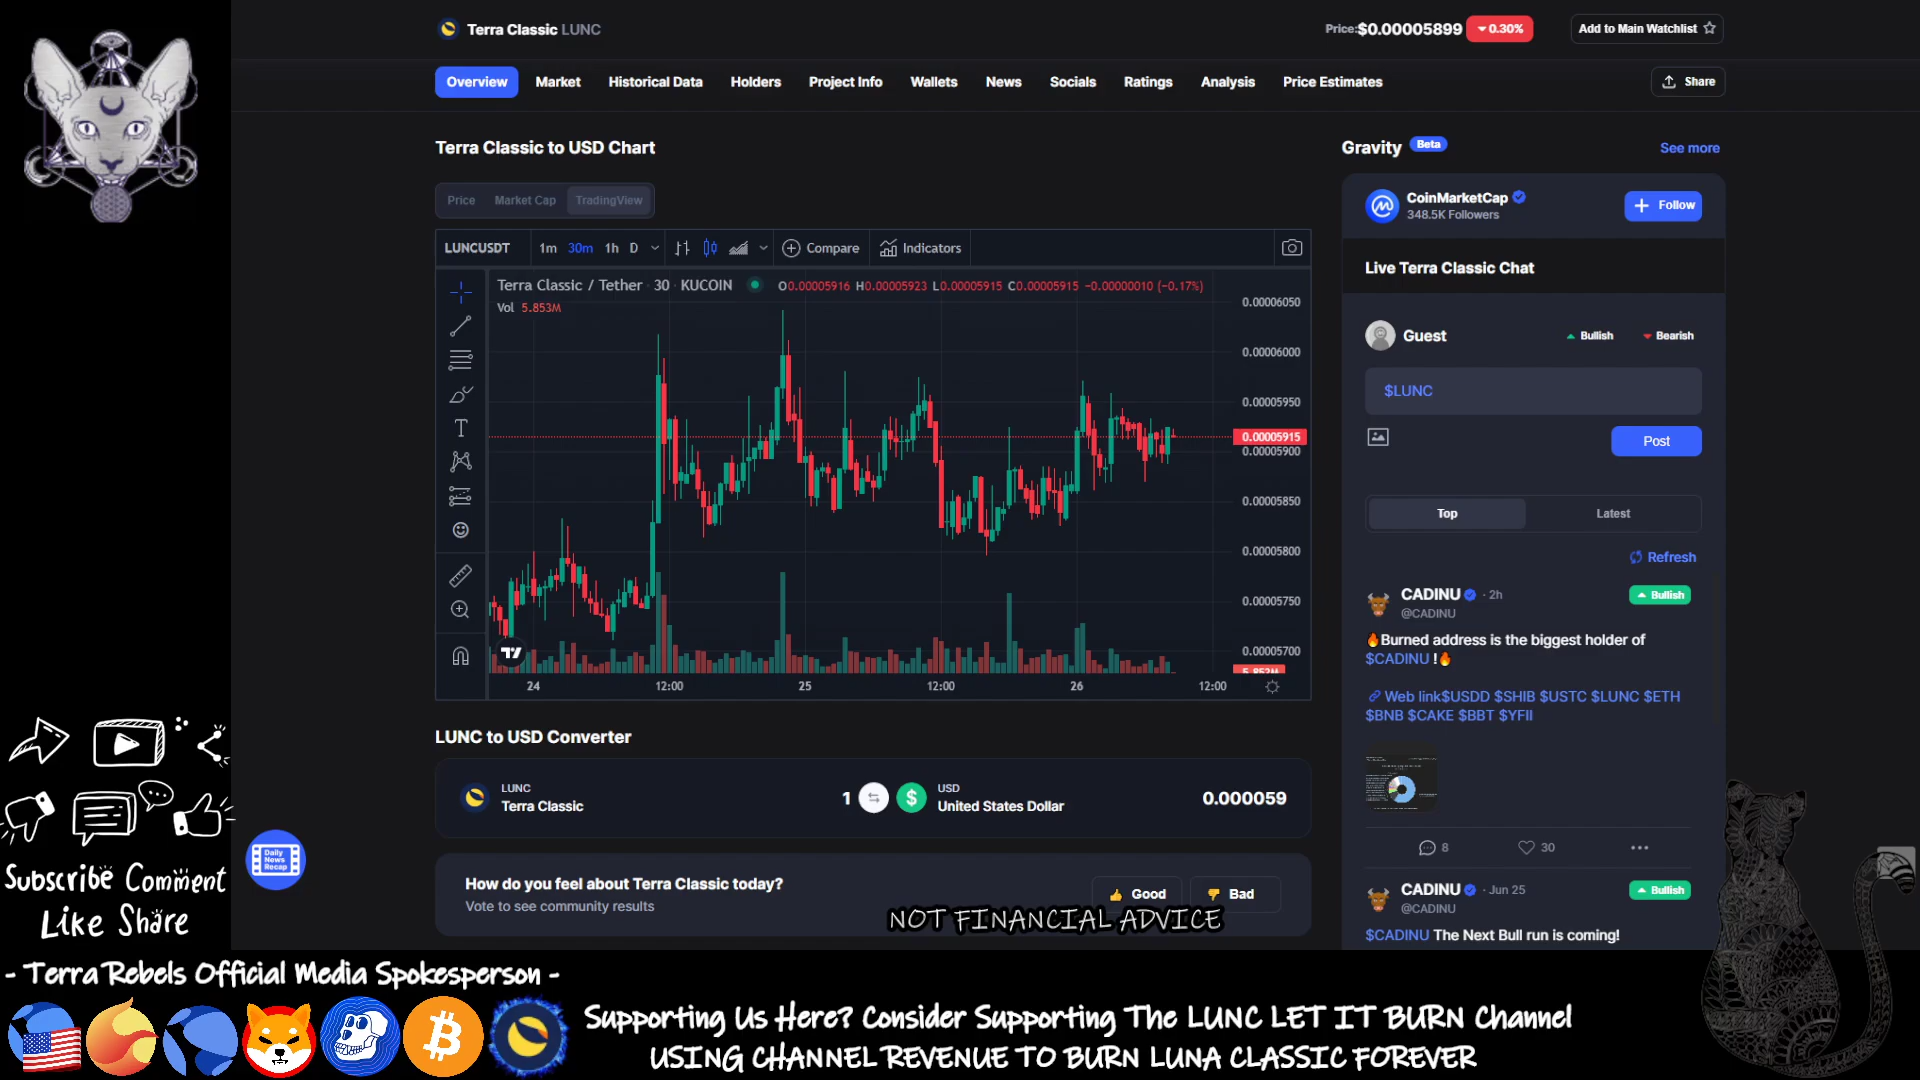 Terra Classic LUNC
Price:$0.00005899 0.30%
Add to Main Watchlist
Overview Market Historical Data Holders Project Info Wallets News Socials Ratings Analysis Price Estimates
Share
Terra Classic to USD Chart
Price Market Cap TradingView
LUNCUSDT 1m 30m 1h D Compare Indicators
Terra Classic / Tether · 30 · KUCOIN O0.00005916 H0.00005923 L0.00005915 C0.00005915 −0.00000010 (−0.17%)
Vol 5.853M
0.00006050
0.00006000
0.00005950
0.00005915
0.00005900
0.00005850
0.00005800
0.00005750
0.00005700
5.853M
24 12:00 25 12:00 26 12:00
LUNC to USD Converter
LUNC
Terra Classic
1
USD
United States Dollar
0.000059
How do you feel about Terra Classic today?
Vote to see community results
Good Bad
NOT FINANCIAL ADVICE
Gravity Beta
See more
CoinMarketCap
348.5K Followers
Follow
Live Terra Classic Chat
Guest
Bullish Bearish
$LUNC
Post
Top Latest
Refresh
CADINU · 2h
@CADINU
Bullish
🔥Burned address is the biggest holder of
$CADINU !🔥
Web link$USDD $SHIB $USTC $LUNC $ETH
$BNB $CAKE $BBT $YFII
8 30
CADINU · Jun 25
@CADINU
Bullish
$CADINU The Next Bull run is coming!
Daily
News
Recap
Subscribe Comment
Like Share
- Terra Rebels Official Media Spokesperson -
Supporting Us Here? Consider Supporting The LUNC LET IT BURN Channel
USING CHANNEL REVENUE TO BURN LUNA CLASSIC FOREVER